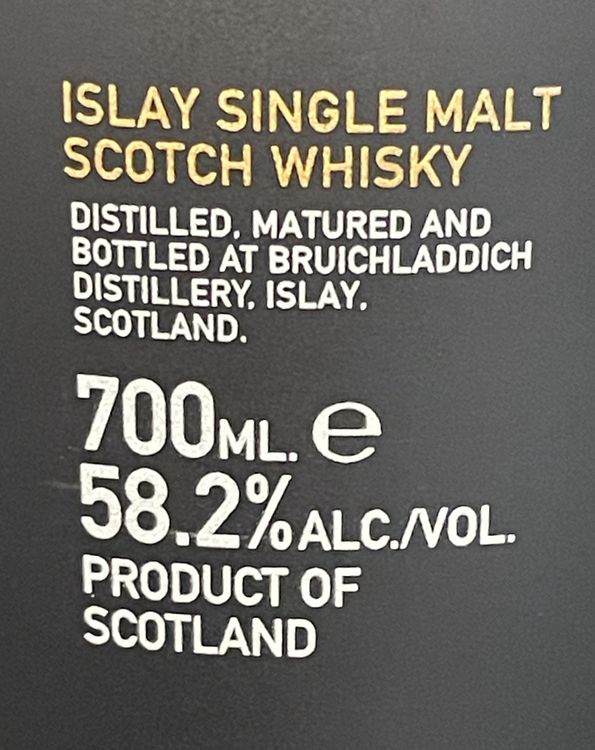 ISLAY SINGLE MALT
SCOTCH WHISKY
DISTILLED, MATURED AND
BOTTLED AT BRUICHLADDICH
DISTILLERY, ISLAY,
SCOTLAND.
700ML. e
58.2% ALC./VOL.
PRODUCT OF
SCOTLAND